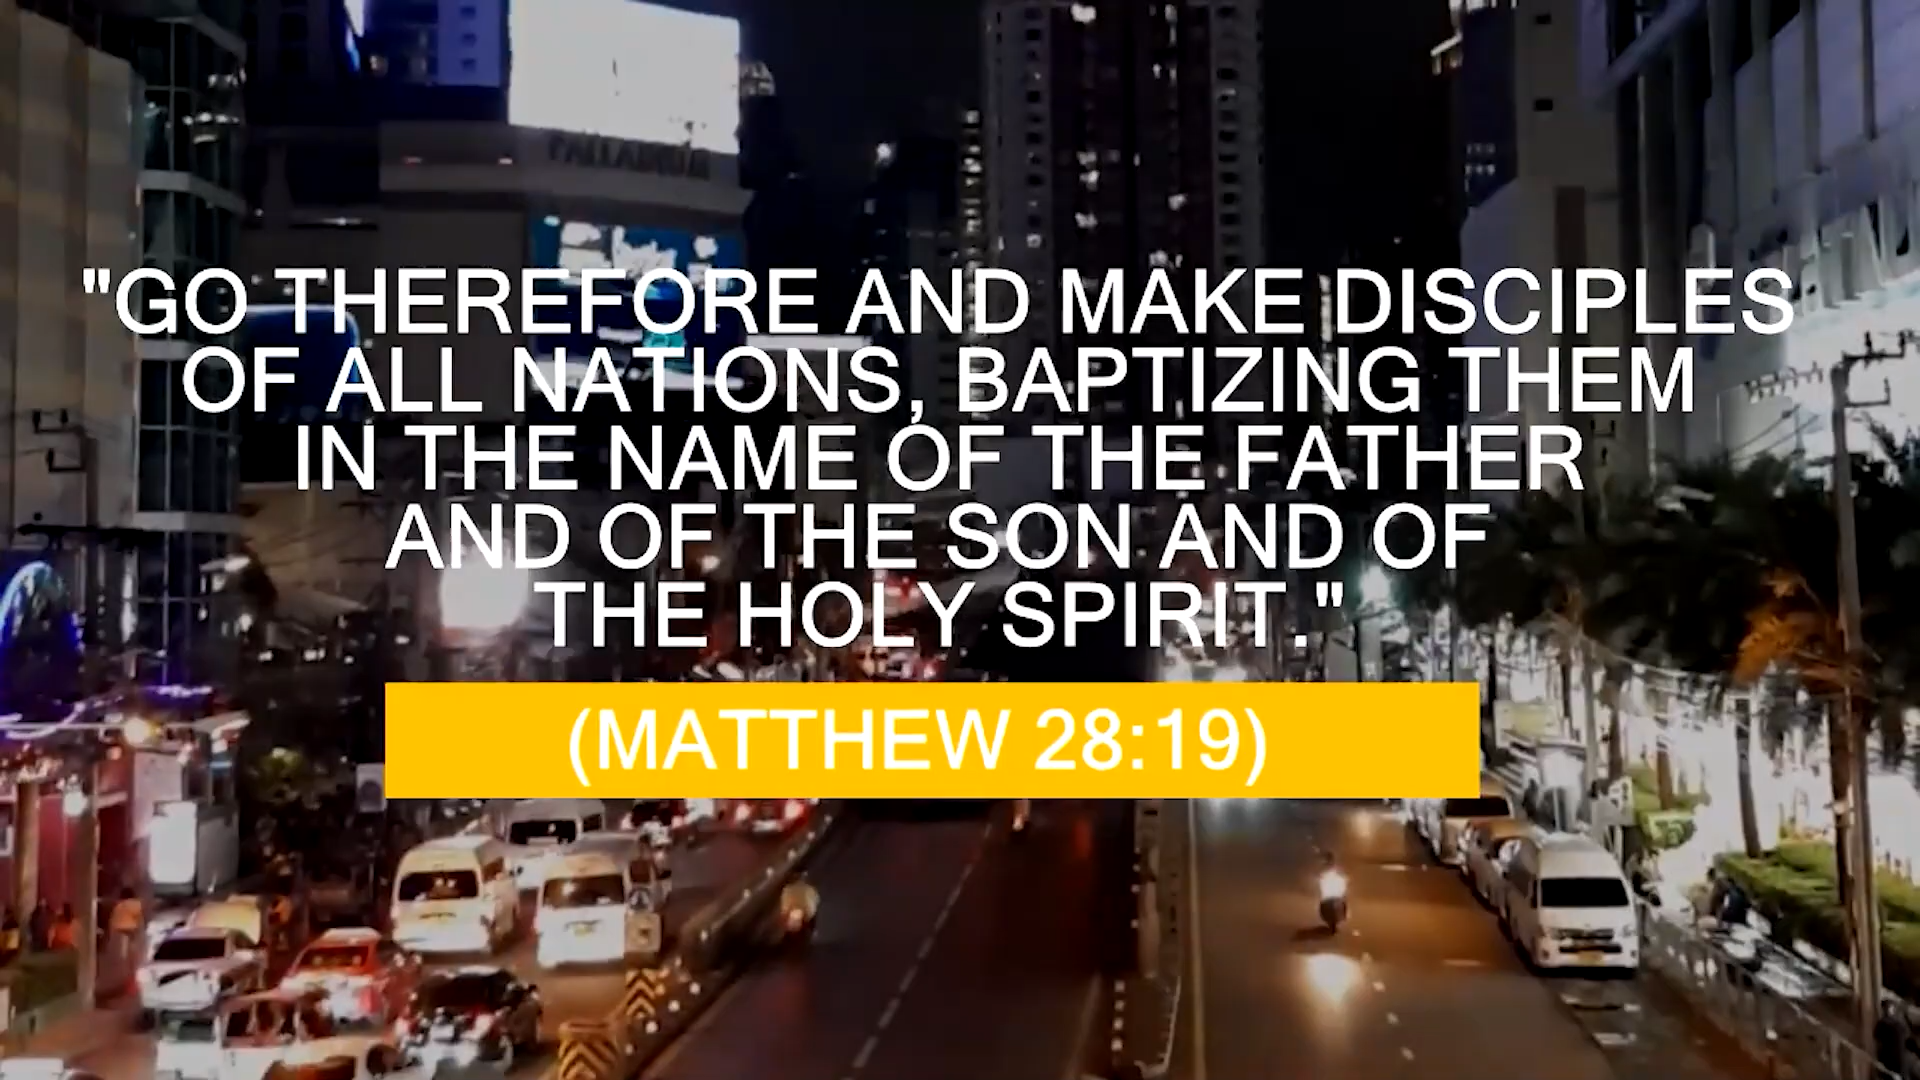 PALLADIUM
"GO THEREFORE AND MAKE DISCIPLES
OF ALL NATIONS, BAPTIZING THEM
IN THE NAME OF THE FATHER
AND OF THE SON AND OF
THE HOLY SPIRIT."
(MATTHEW 28:19)